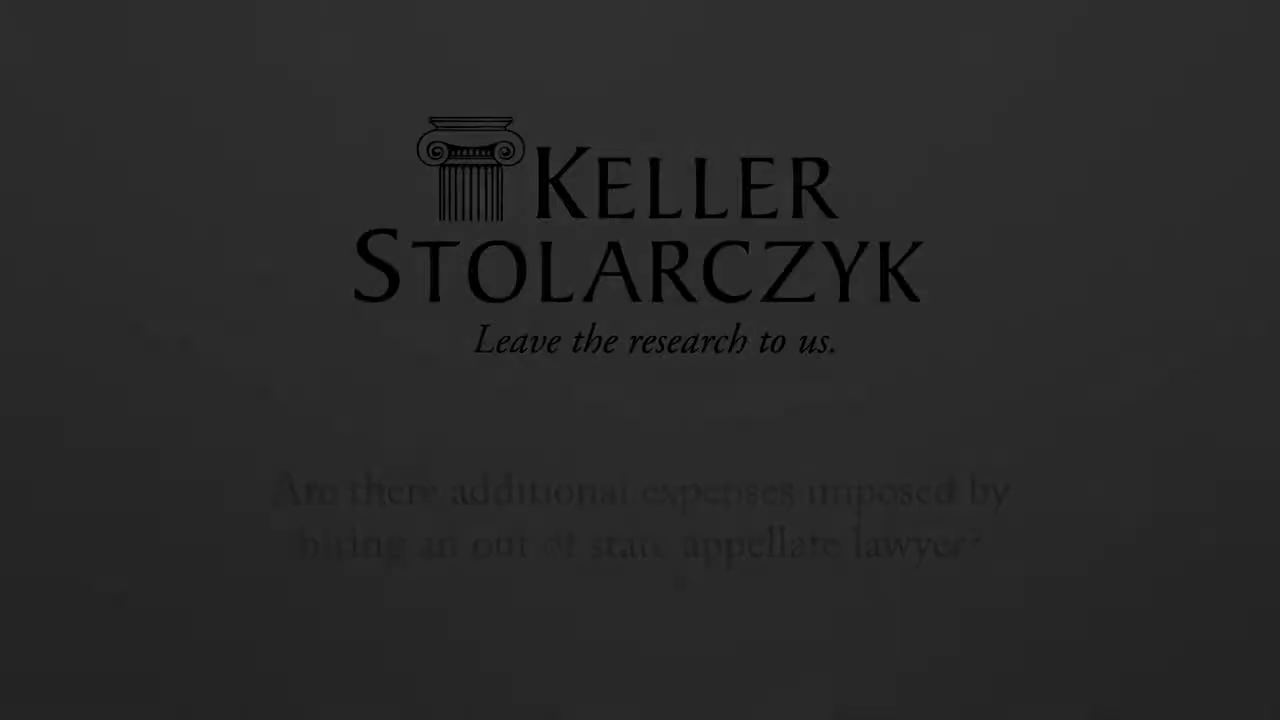 KELLER
STOLARCZYK
Leave the research to us.
Are there additional expenses imposed by
hiring an out of state appellate lawyer